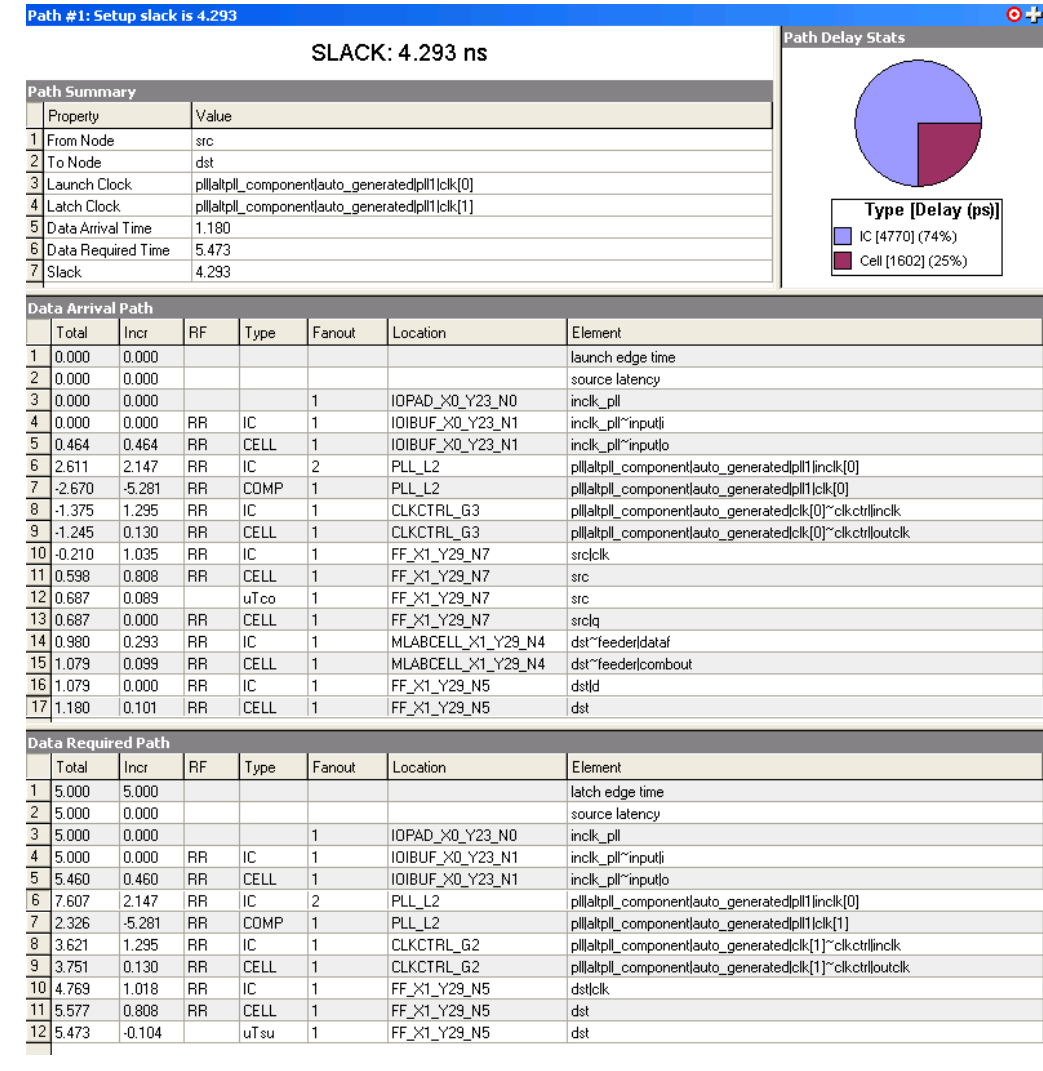 Path #1: Setup slack is 4.293
SLACK: 4.293 ns
Path Delay Stats
Type [Delay (ps)]
IC [4770] (74%)
Cell [1602] (25%)
Path Summary
Property Value
1 From Node src
2 To Node dst
3 Launch Clock pll|altpll_component|auto_generated|pll1|clk[0]
4 Latch Clock pll|altpll_component|auto_generated|pll1|clk[1]
5 Data Arrival Time 1.180
6 Data Required Time 5.473
7 Slack 4.293
Data Arrival Path
Total Incr RF Type Fanout Location Element
1 0.000 0.000 launch edge time
2 0.000 0.000 source latency
3 0.000 0.000 1 IOPAD_X0_Y23_N0 inclk_pll
4 0.000 0.000 RR IC 1 IOIBUF_X0_Y23_N1 inclk_pll~input|i
5 0.464 0.464 RR CELL 1 IOIBUF_X0_Y23_N1 inclk_pll~input|o
6 2.611 2.147 RR IC 2 PLL_L2 pll|altpll_component|auto_generated|pll1|inclk[0]
7 -2.670 -5.281 RR COMP 1 PLL_L2 pll|altpll_component|auto_generated|pll1|clk[0]
8 -1.375 1.295 RR IC 1 CLKCTRL_G3 pll|altpll_component|auto_generated|clk[0]~clkctrl|inclk
9 -1.245 0.130 RR CELL 1 CLKCTRL_G3 pll|altpll_component|auto_generated|clk[0]~clkctrl|outclk
10 -0.210 1.035 RR IC 1 FF_X1_Y29_N7 src|clk
11 0.598 0.808 RR CELL 1 FF_X1_Y29_N7 src
12 0.687 0.089 uTco 1 FF_X1_Y29_N7 src
13 0.687 0.000 RR CELL 1 FF_X1_Y29_N7 src|q
14 0.980 0.293 RR IC 1 MLABCELL_X1_Y29_N4 dst~feeder|dataf
15 1.079 0.099 RR CELL 1 MLABCELL_X1_Y29_N4 dst~feeder|combout
16 1.079 0.000 RR IC 1 FF_X1_Y29_N5 dst|d
17 1.180 0.101 RR CELL 1 FF_X1_Y29_N5 dst
Data Required Path
Total Incr RF Type Fanout Location Element
1 5.000 5.000 latch edge time
2 5.000 0.000 source latency
3 5.000 0.000 1 IOPAD_X0_Y23_N0 inclk_pll
4 5.000 0.000 RR IC 1 IOIBUF_X0_Y23_N1 inclk_pll~input|i
5 5.460 0.460 RR CELL 1 IOIBUF_X0_Y23_N1 inclk_pll~input|o
6 7.607 2.147 RR IC 2 PLL_L2 pll|altpll_component|auto_generated|pll1|inclk[0]
7 2.326 -5.281 RR COMP 1 PLL_L2 pll|altpll_component|auto_generated|pll1|clk[1]
8 3.621 1.295 RR IC 1 CLKCTRL_G2 pll|altpll_component|auto_generated|clk[1]~clkctrl|inclk
9 3.751 0.130 RR CELL 1 CLKCTRL_G2 pll|altpll_component|auto_generated|clk[1]~clkctrl|outclk
10 4.769 1.018 RR IC 1 FF_X1_Y29_N5 dst|clk
11 5.577 0.808 RR CELL 1 FF_X1_Y29_N5 dst
12 5.473 -0.104 uTsu 1 FF_X1_Y29_N5 dst